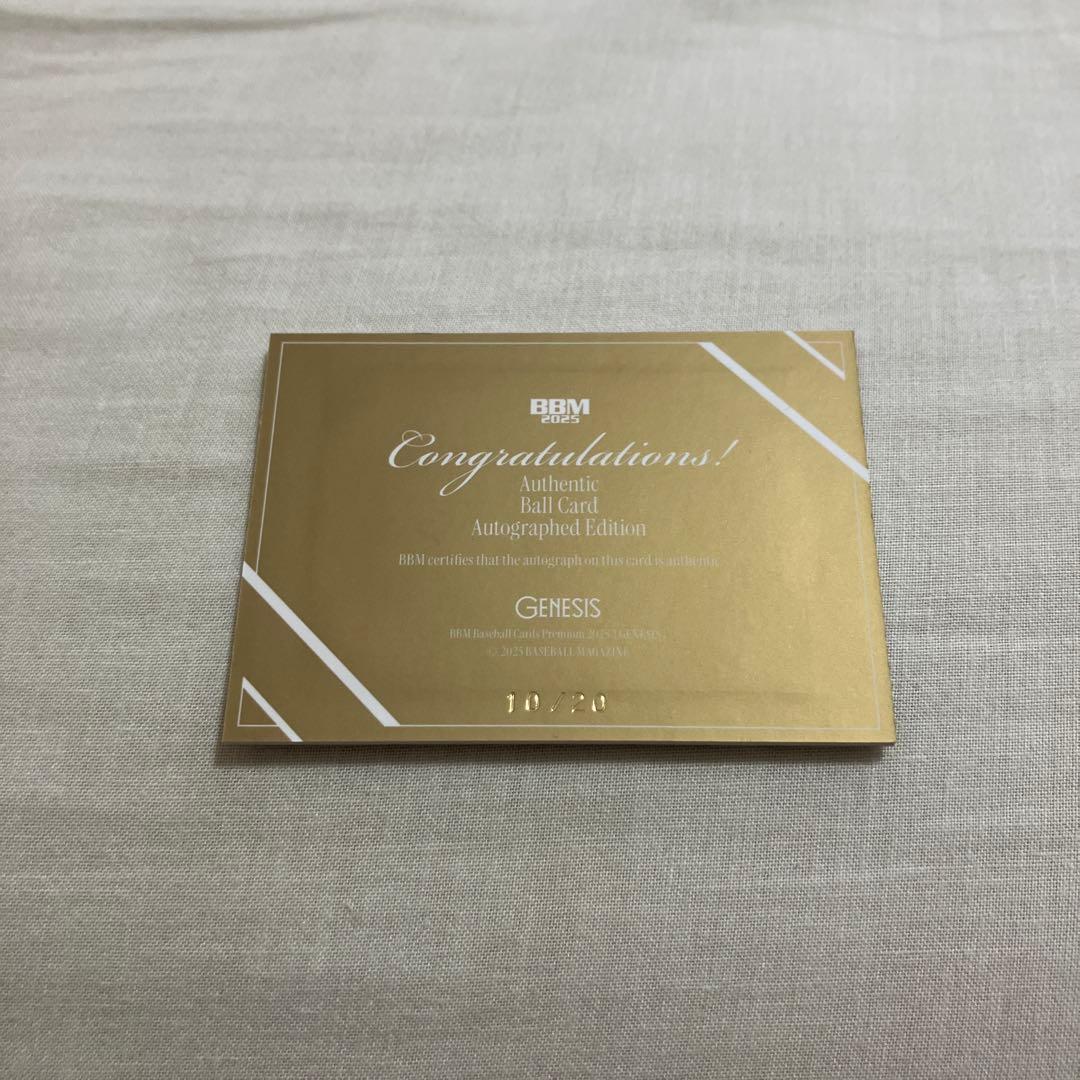 BBM
2025
Congratulations!
Authentic
Ball Card
Autographed Edition
BBM certifies that the autograph on this card is authentic
GENESIS
BBM Baseball Cards Premium 2025 GENESIS
© 2025 BASEBALL MAGAZINE
10/20